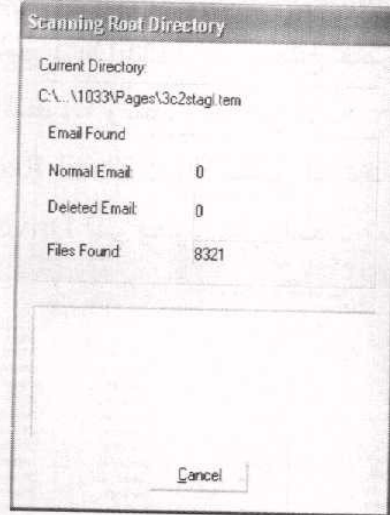 Scanning Root Directory
Current Directory:
C:\...\1033\Pages\3c2stagl.tem
Email Found
Normal Email: 0
Deleted Email: 0
Files Found: 8321
Cancel